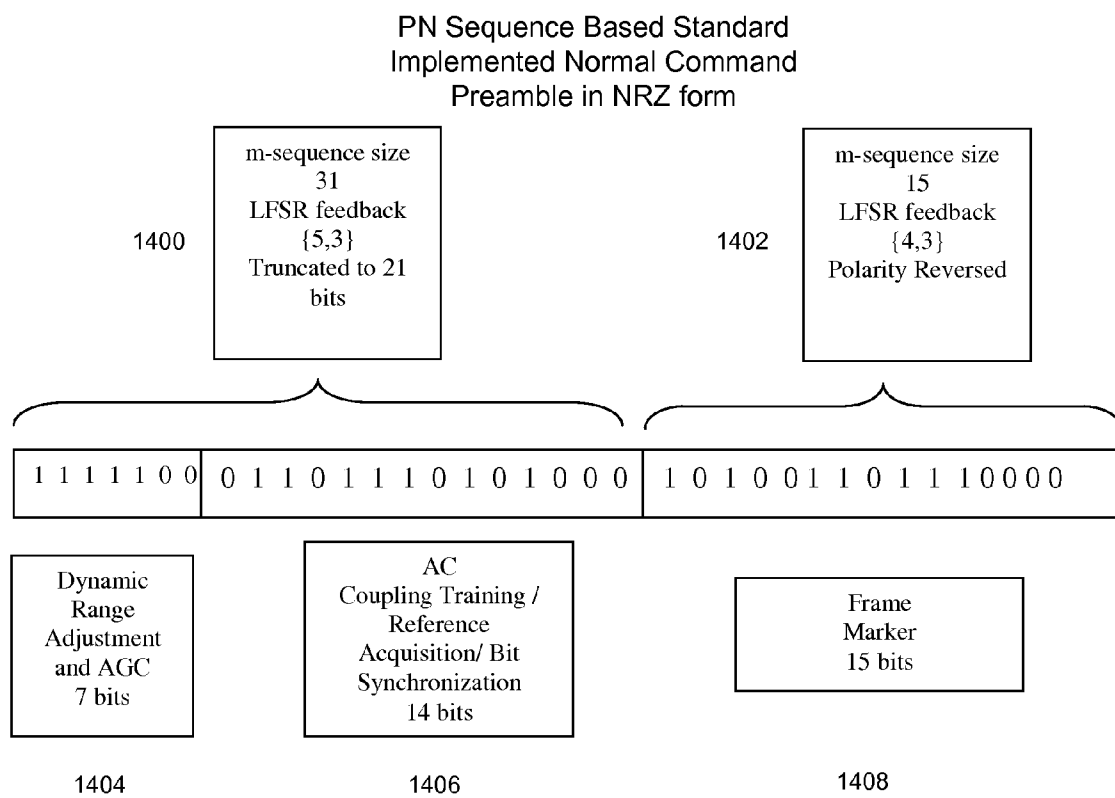 PN Sequence Based Standard
Implemented Normal Command
Preamble in NRZ form
m-sequence size
31
LFSR feedback
{5,3}
Truncated to 21
bits
1400
m-sequence size
15
LFSR feedback
{4,3}
Polarity Reversed
1402
1 1 1 1 1 0 0
0 1 1 0 1 1 1 0 1 0 1 0 0 0
1 0 1 0 0 1 1 0 1 1 1 0 0 0 0
Dynamic
Range
Adjustment
and AGC
7 bits
AC
Coupling Training /
Reference
Acquisition/ Bit
Synchronization
14 bits
Frame
Marker
15 bits
1404
1406
1408